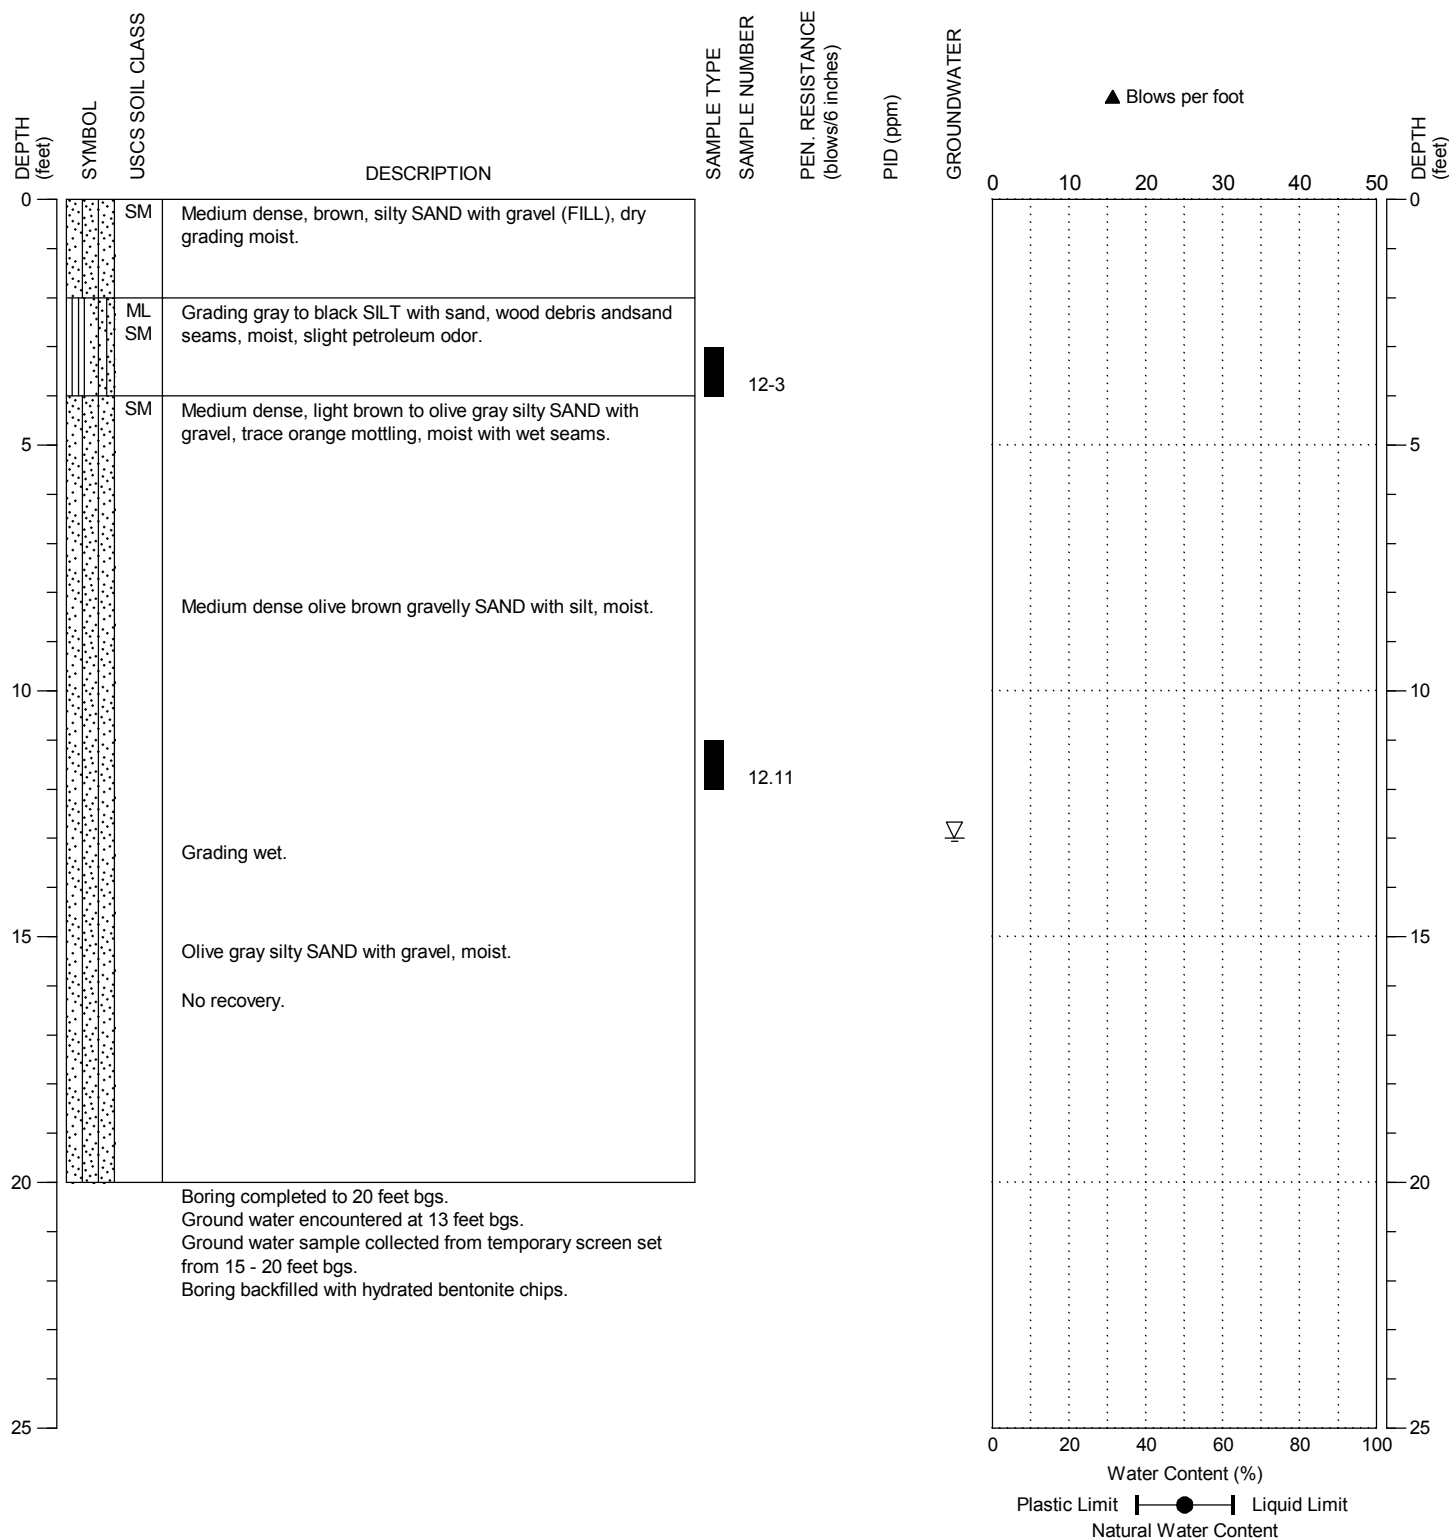 DEPTH
(feet)
SYMBOL
USCS SOIL CLASS
DESCRIPTION
SAMPLE TYPE
SAMPLE NUMBER
PEN. RESISTANCE
(blows/6 inches)
PID (ppm)
GROUNDWATER
▲ Blows per foot
DEPTH
(feet)
0 10 20 30 40 50
0
SM
Medium dense, brown, silty SAND with gravel (FILL), dry
grading moist.
0
ML
SM
Grading gray to black SILT with sand, wood debris andsand
seams, moist, slight petroleum odor.
12-3
SM
Medium dense, light brown to olive gray silty SAND with
gravel, trace orange mottling, moist with wet seams.
5
5
Medium dense olive brown gravelly SAND with silt, moist.
10
10
12.11
Grading wet.
15
15
Olive gray silty SAND with gravel, moist.
No recovery.
20
20
Boring completed to 20 feet bgs.
Ground water encountered at 13 feet bgs.
Ground water sample collected from temporary screen set
from 15 - 20 feet bgs.
Boring backfilled with hydrated bentonite chips.
25
25
0 20 40 60 80 100
Water Content (%)
Plastic Limit Liquid Limit
Natural Water Content